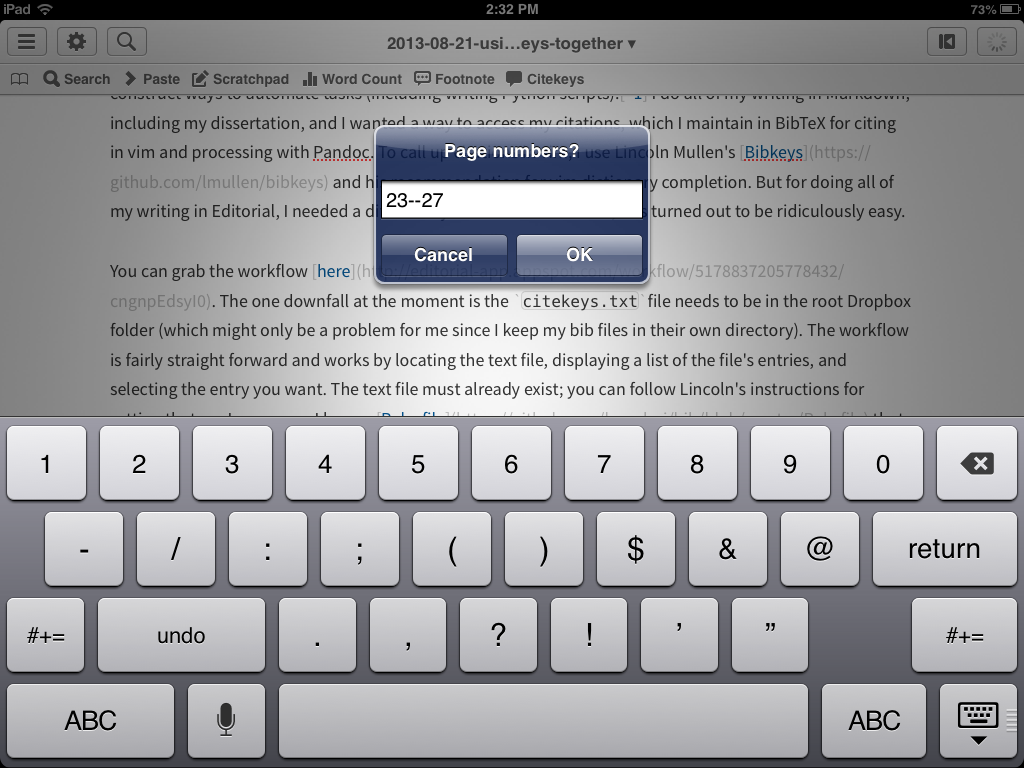 iPad 2:32 PM 73%
2013-08-21-usi…eys-together ▾
Search Paste Scratchpad Word Count Footnote Citekeys
construct ways to automate tasks (including writing Python scripts).[^1] I do all of my writing in Markdown,
including my dissertation, and I wanted a way to access my citations, which I maintain in BibTeX for citing
in vim and processing with Pandoc. To call up use Lincoln Mullen's [Bibkeys](https://
github.com/lmullen/bibkeys) and completion. But for doing all of
my writing in Editorial, I needed a turned out to be ridiculously easy.
Page numbers?
23--27
Cancel OK
You can grab the workflow [here](http://editorial-app.appspot.com/workflow/5178837205778432/
cngnpEdsyI0). The one downfall at the moment is the `citekeys.txt` file needs to be in the root Dropbox
folder (which might only be a problem for me since I keep my bib files in their own directory). The workflow
is fairly straight forward and works by locating the text file, displaying a list of the file's entries, and
selecting the entry you want. The text file must already exist; you can follow Lincoln's instructions for
1 2 3 4 5 6 7 8 9 0
- / : ; ( ) $ & @ return
#+= undo . , ? ! ’ ” #+=
ABC ABC